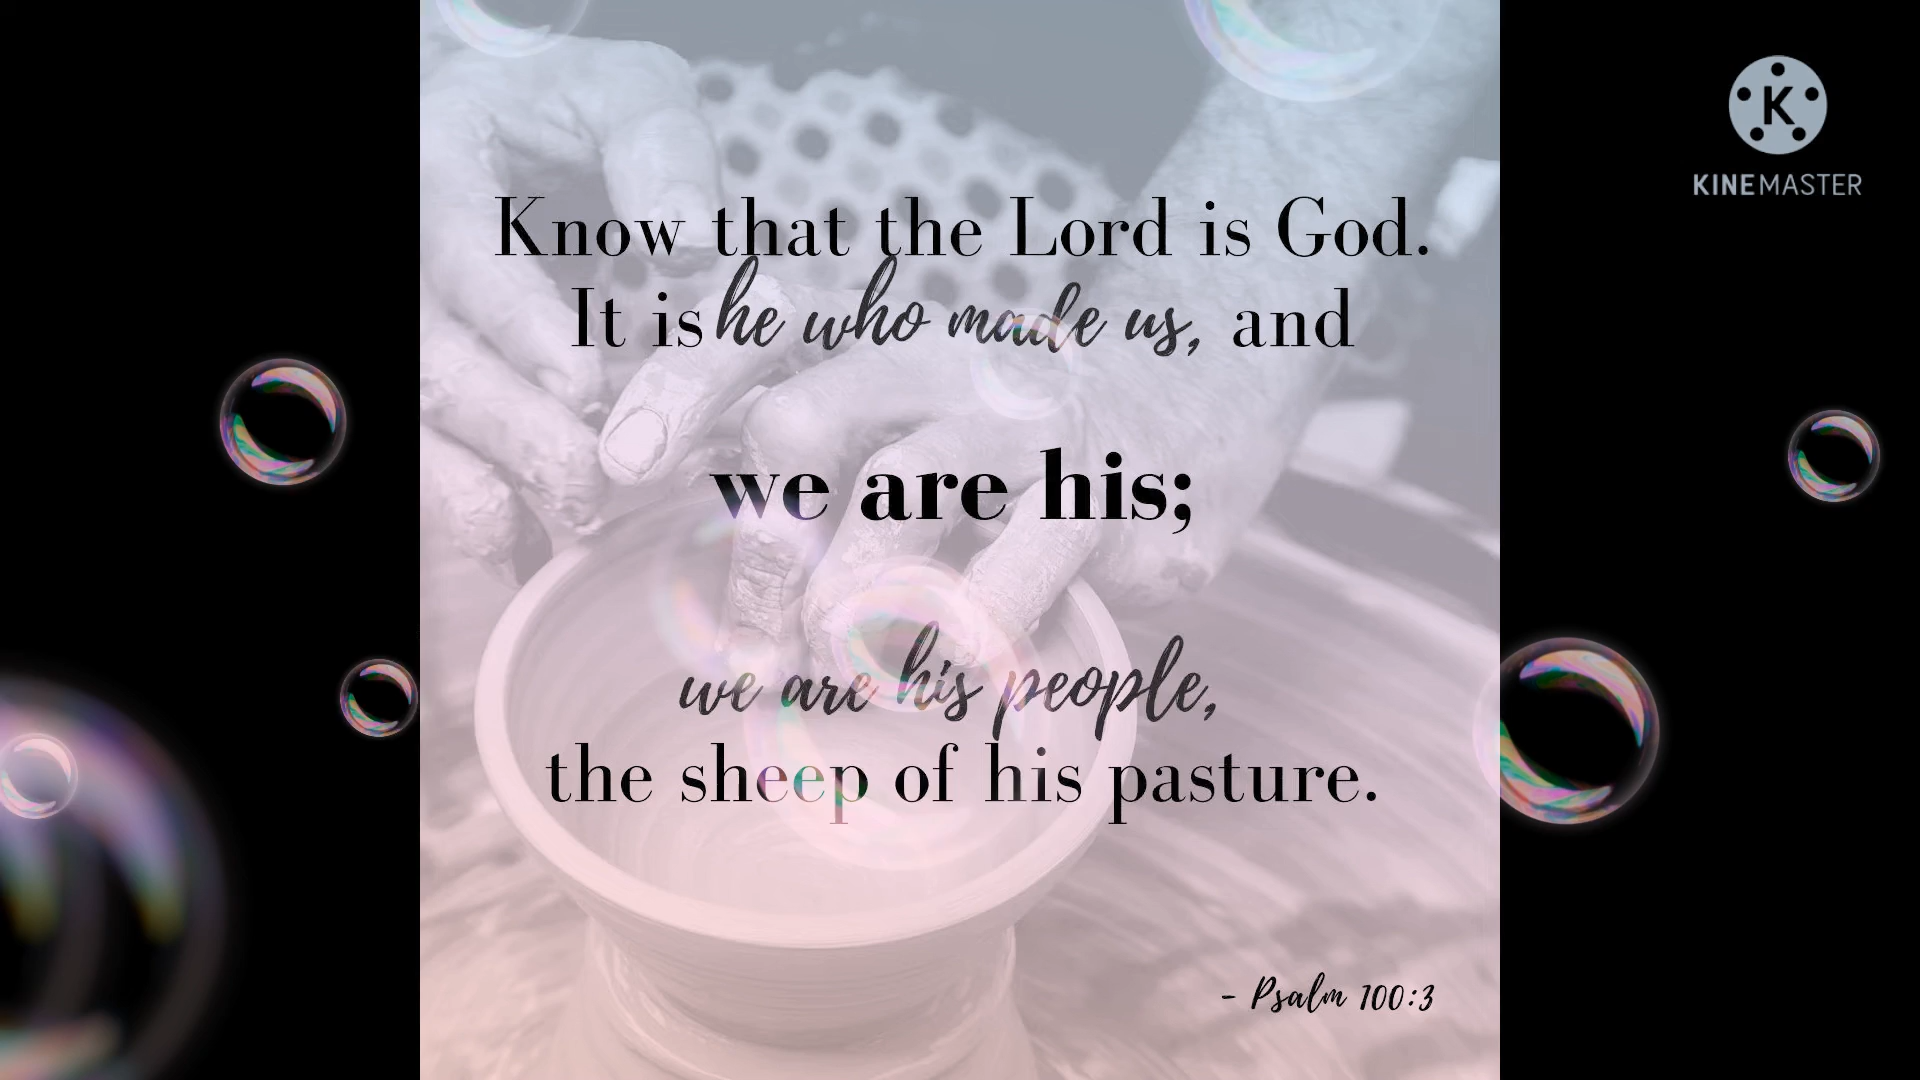 Know that the Lord is God.
It is he who made us, and
we are his;
we are his people,
the sheep of his pasture.
- Psalm 100:3
K
KINEMASTER